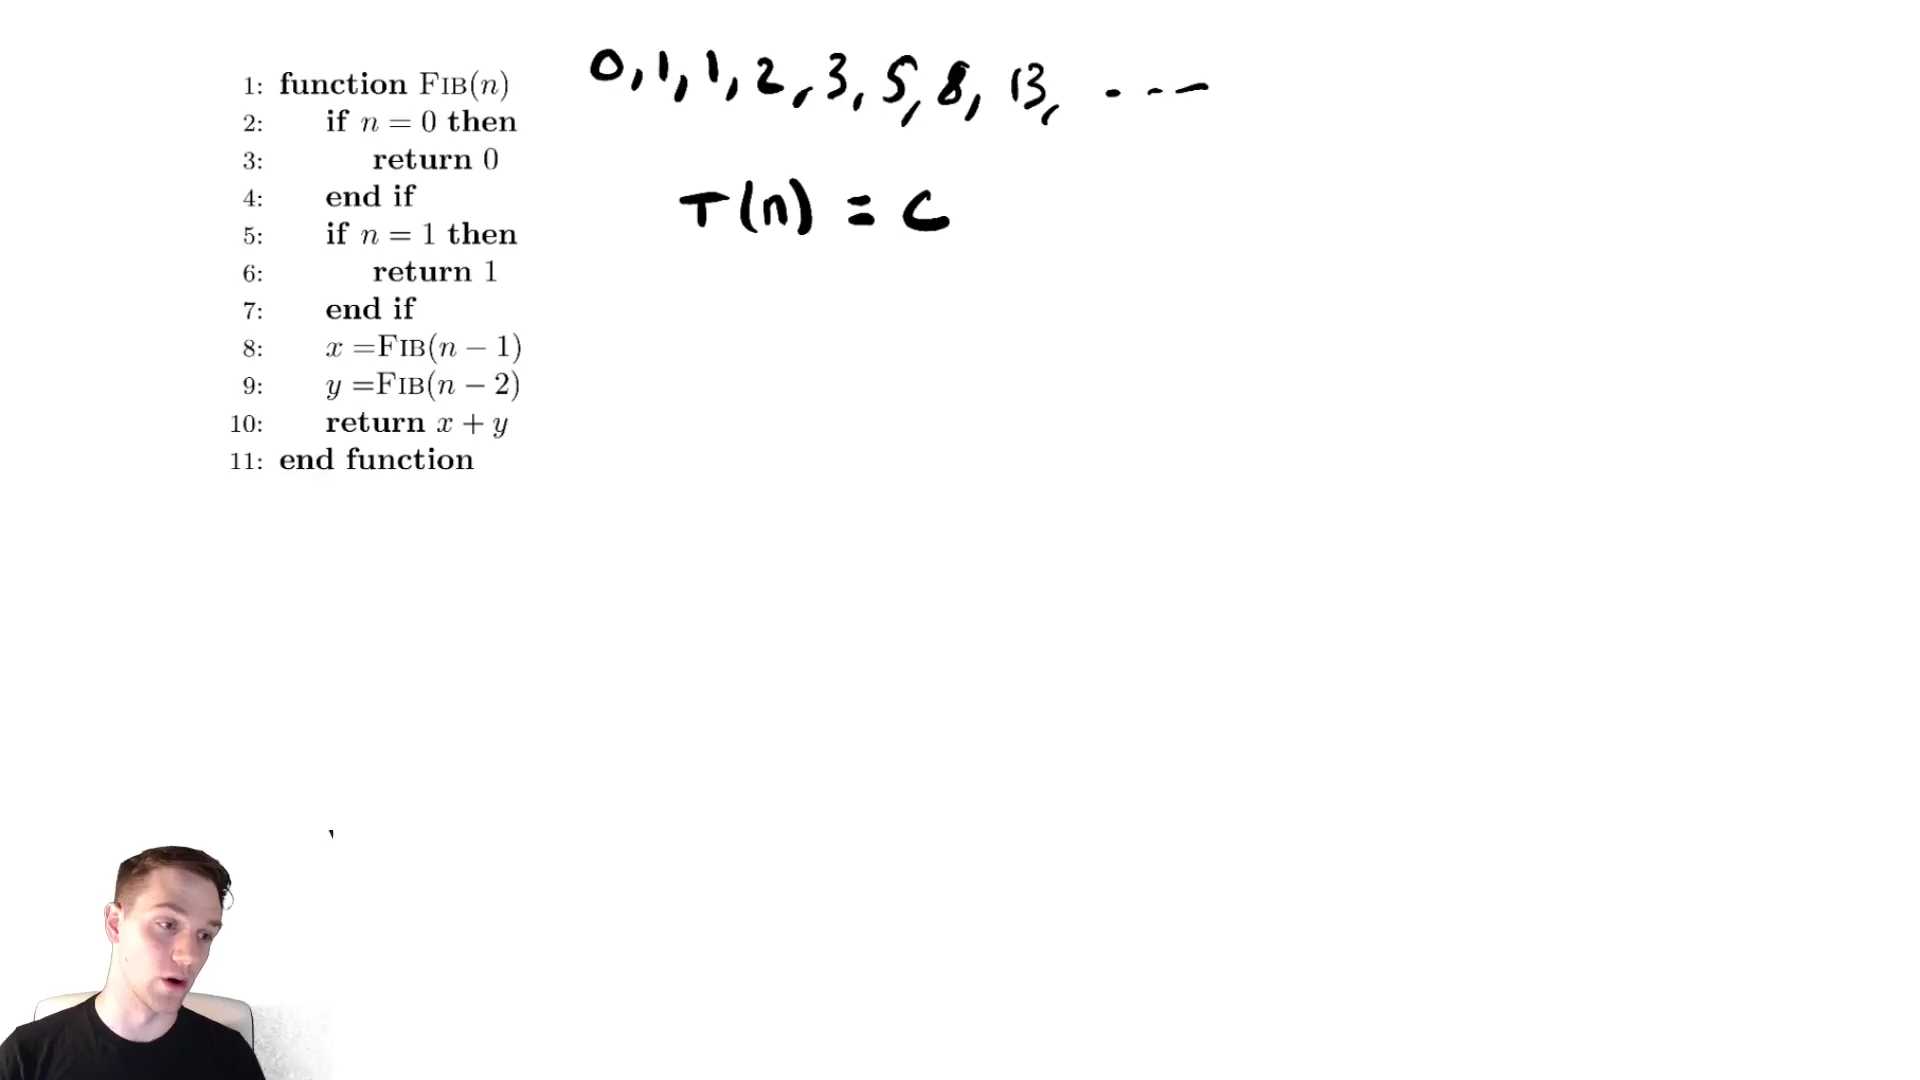 1: function FIB(n)
2: if n = 0 then
3: return 0
4: end if
5: if n = 1 then
6: return 1
7: end if
8: x =FIB(n − 1)
9: y =FIB(n − 2)
10: return x + y
11: end function
0, 1, 1, 2, 3, 5, 8, 13, ...
T(n) = C